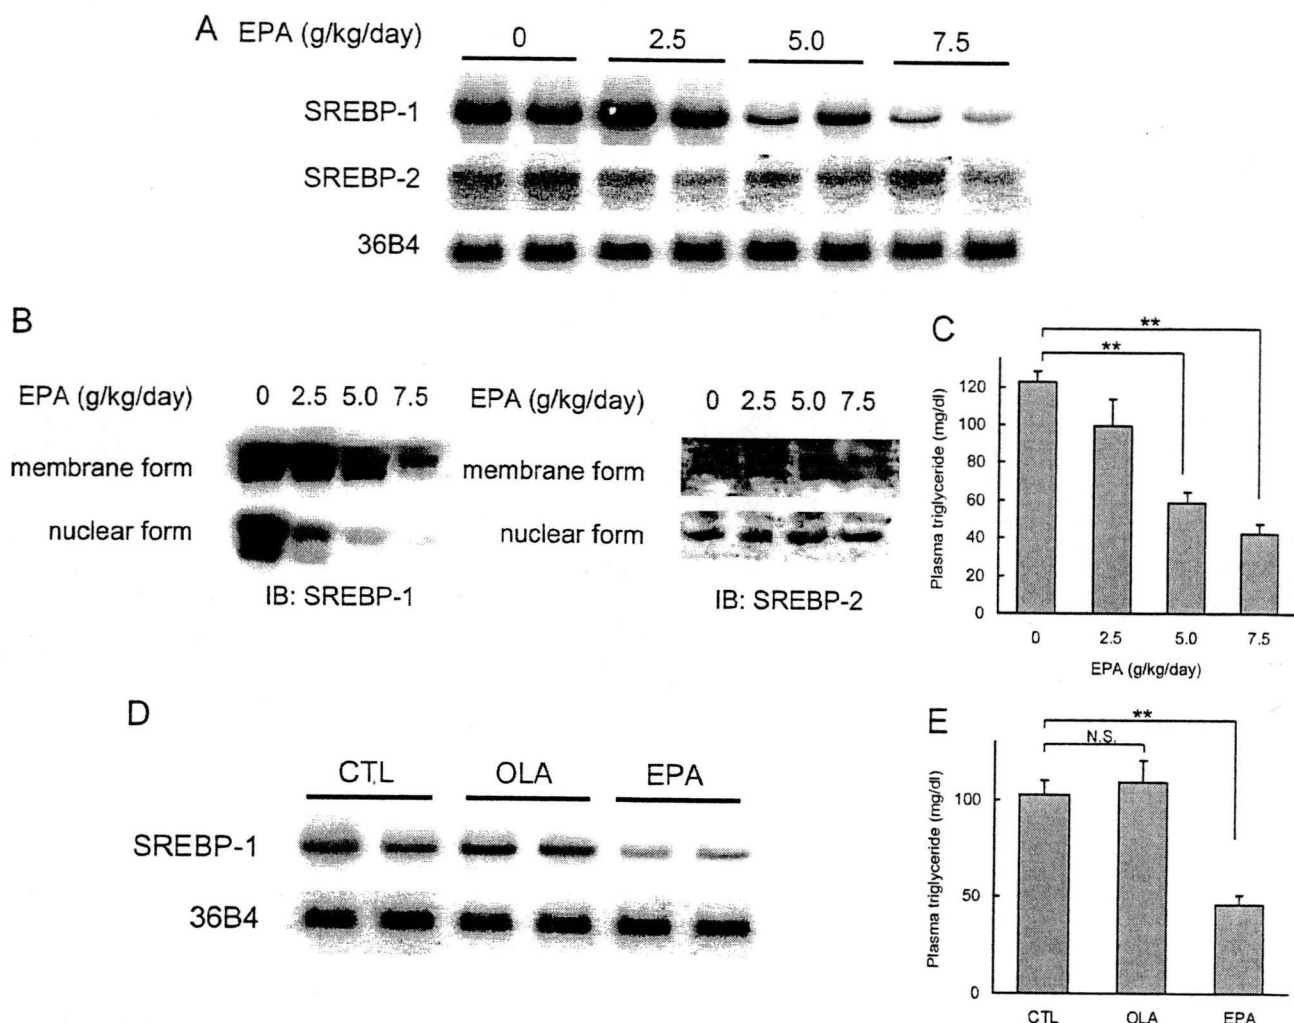 A EPA (g/kg/day) 0 2.5 5.0 7.5
SREBP-1
SREBP-2
36B4
B
EPA (g/kg/day) 0 2.5 5.0 7.5
membrane form
nuclear form
IB: SREBP-1
EPA (g/kg/day) 0 2.5 5.0 7.5
membrane form
nuclear form
IB: SREBP-2
C
**
**
Plasma triglyceride (mg/dl)
120
100
80
60
40
20
0
0 2.5 5.0 7.5
EPA (g/kg/day)
D
CTL OLA EPA
SREBP-1
36B4
E
**
N.S.
Plasma triglyceride (mg/dl)
100
50
0
CTL OLA EPA